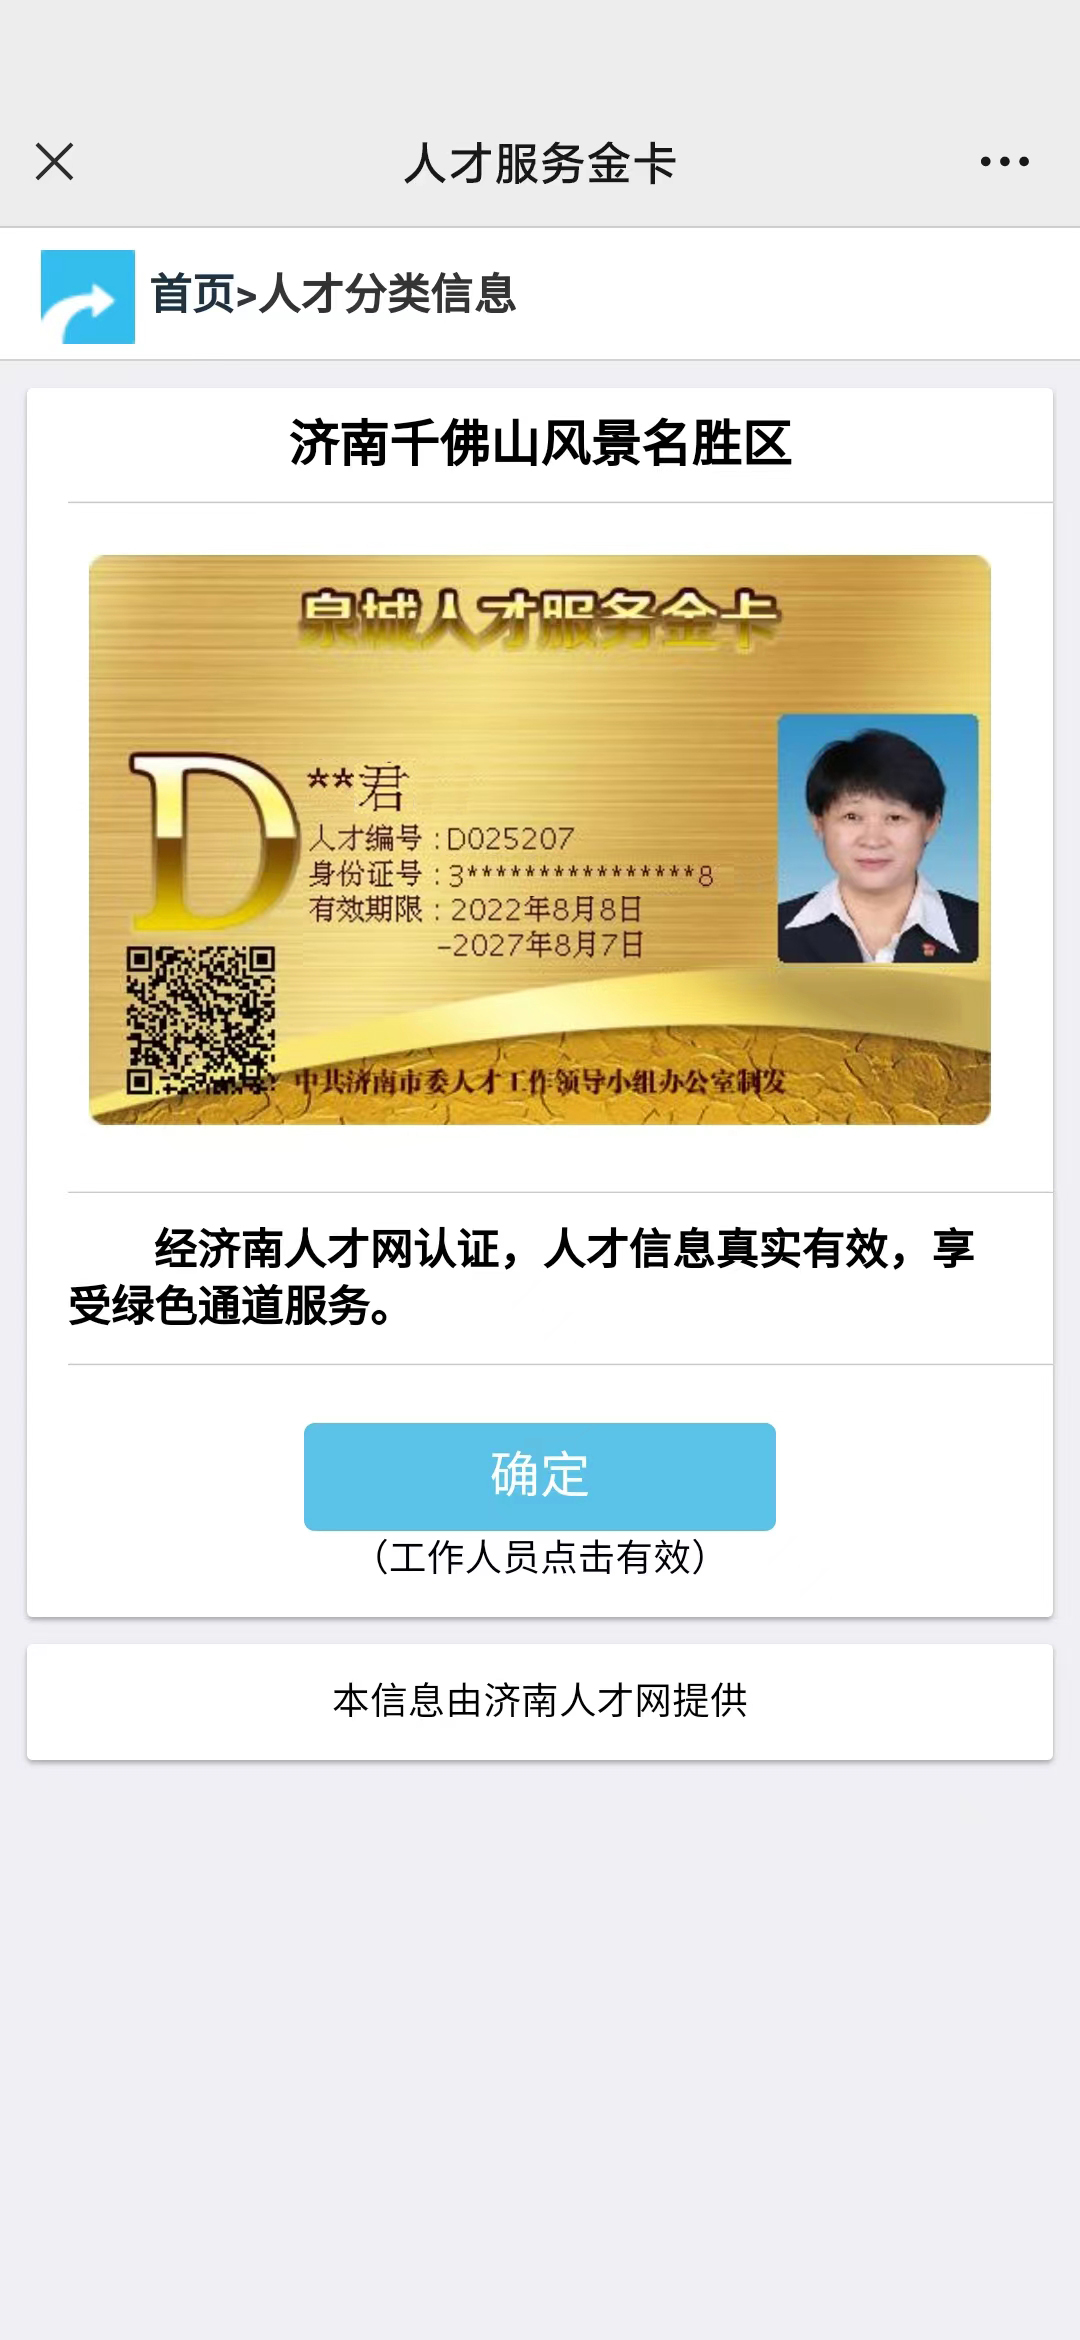 人才服务金卡
首页>人才分类信息
济南千佛山风景名胜区
泉城人才服务金卡
D
**君
人才编号：D025207
身份证号：3****************8
有效期限：2022年8月8日
-2027年8月7日
中共济南市委人才工作领导小组办公室制发
经济南人才网认证，人才信息真实有效，享
受绿色通道服务。
确定
（工作人员点击有效）
本信息由济南人才网提供